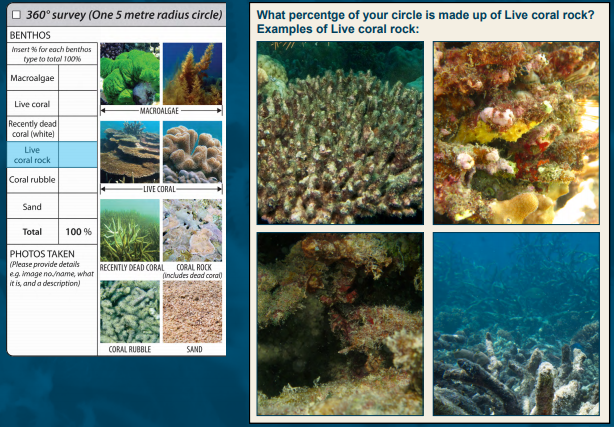 360° survey (One 5 metre radius circle)
BENTHOS
Insert % for each benthos
type to total 100%
Macroalgae
Live coral
Recently dead
coral (white)
Live
coral rock
Coral rubble
Sand
Total 100 %
PHOTOS TAKEN
(Please provide details
e.g. image no./name, what
it is, and a description)
MACROALGAE
LIVE CORAL
RECENTLY DEAD CORAL
CORAL ROCK
(includes dead coral)
CORAL RUBBLE
SAND
What percentge of your circle is made up of Live coral rock?
Examples of Live coral rock: